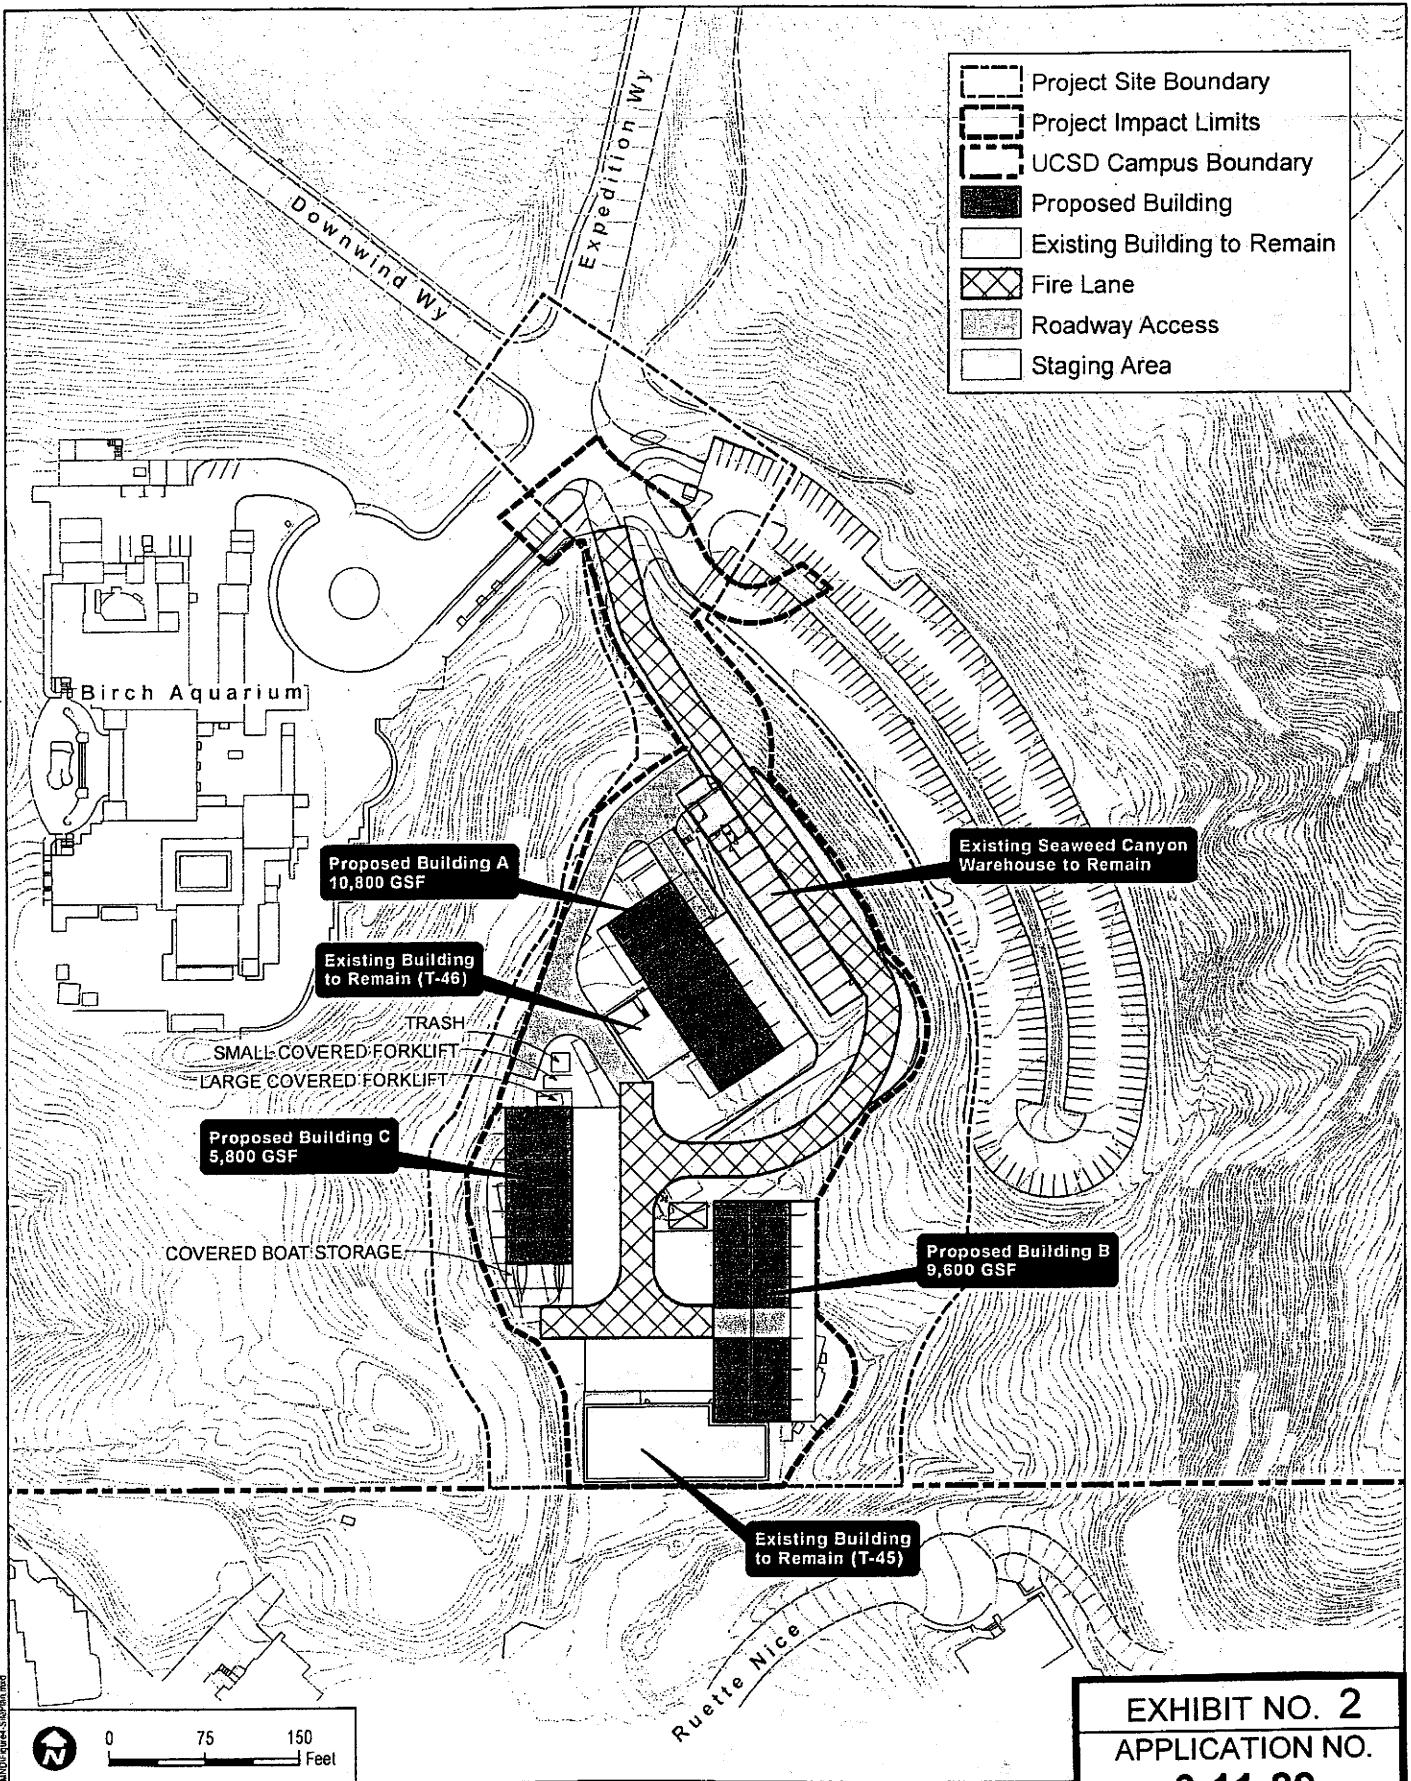 Project Site Boundary
Project Impact Limits
UCSD Campus Boundary
Proposed Building
Existing Building to Remain
Fire Lane
Roadway Access
Staging Area
Expedition Wy
Downwind Wy
Birch Aquarium
Existing Seaweed Canyon
Warehouse to Remain
Proposed Building A
10,800 GSF
Existing Building
to Remain (T-46)
TRASH
SMALL COVERED FORKLIFT
LARGE COVERED FORKLIFT
Proposed Building C
5,800 GSF
COVERED BOAT STORAGE
Proposed Building B
9,600 GSF
Existing Building
to Remain (T-45)
Ruette Nice
N
0 75 150
Feet
EXHIBIT NO. 2
APPLICATION NO.